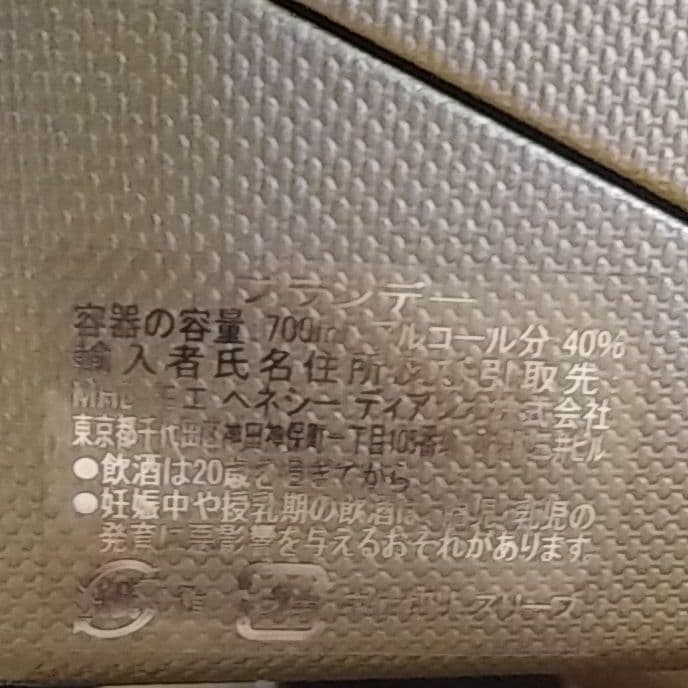 ブランデー
容器の容量 700ml アルコール分 40%
輸入者氏名住所及び引取先
MHD ヘネシー ディアジオ株式会社
東京都千代田区神田神保町一丁目105番地 三井ビル
●飲酒は20歳を過ぎてから
●妊娠中や授乳期の飲酒は、胎児・乳児の
発育に悪影響を与えるおそれがあります。
スリーブ